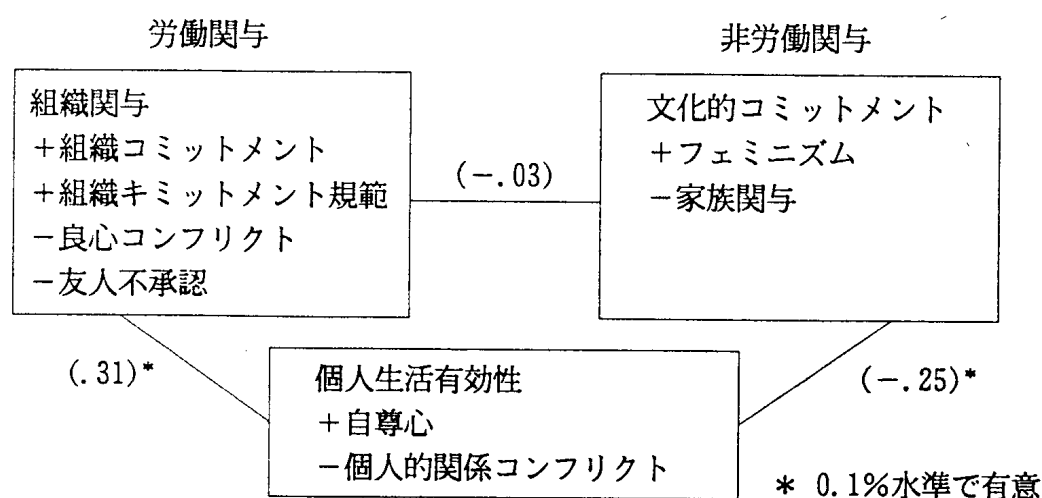 労働関与
非労働関与
組織関与
+組織コミットメント
+組織キミットメント規範
-良心コンフリクト
-友人不承認
(-.03)
文化的コミットメント
+フェミニズム
-家族関与
(.31)*
個人生活有効性
+自尊心
-個人的関係コンフリクト
(-.25)*
* 0.1%水準で有意